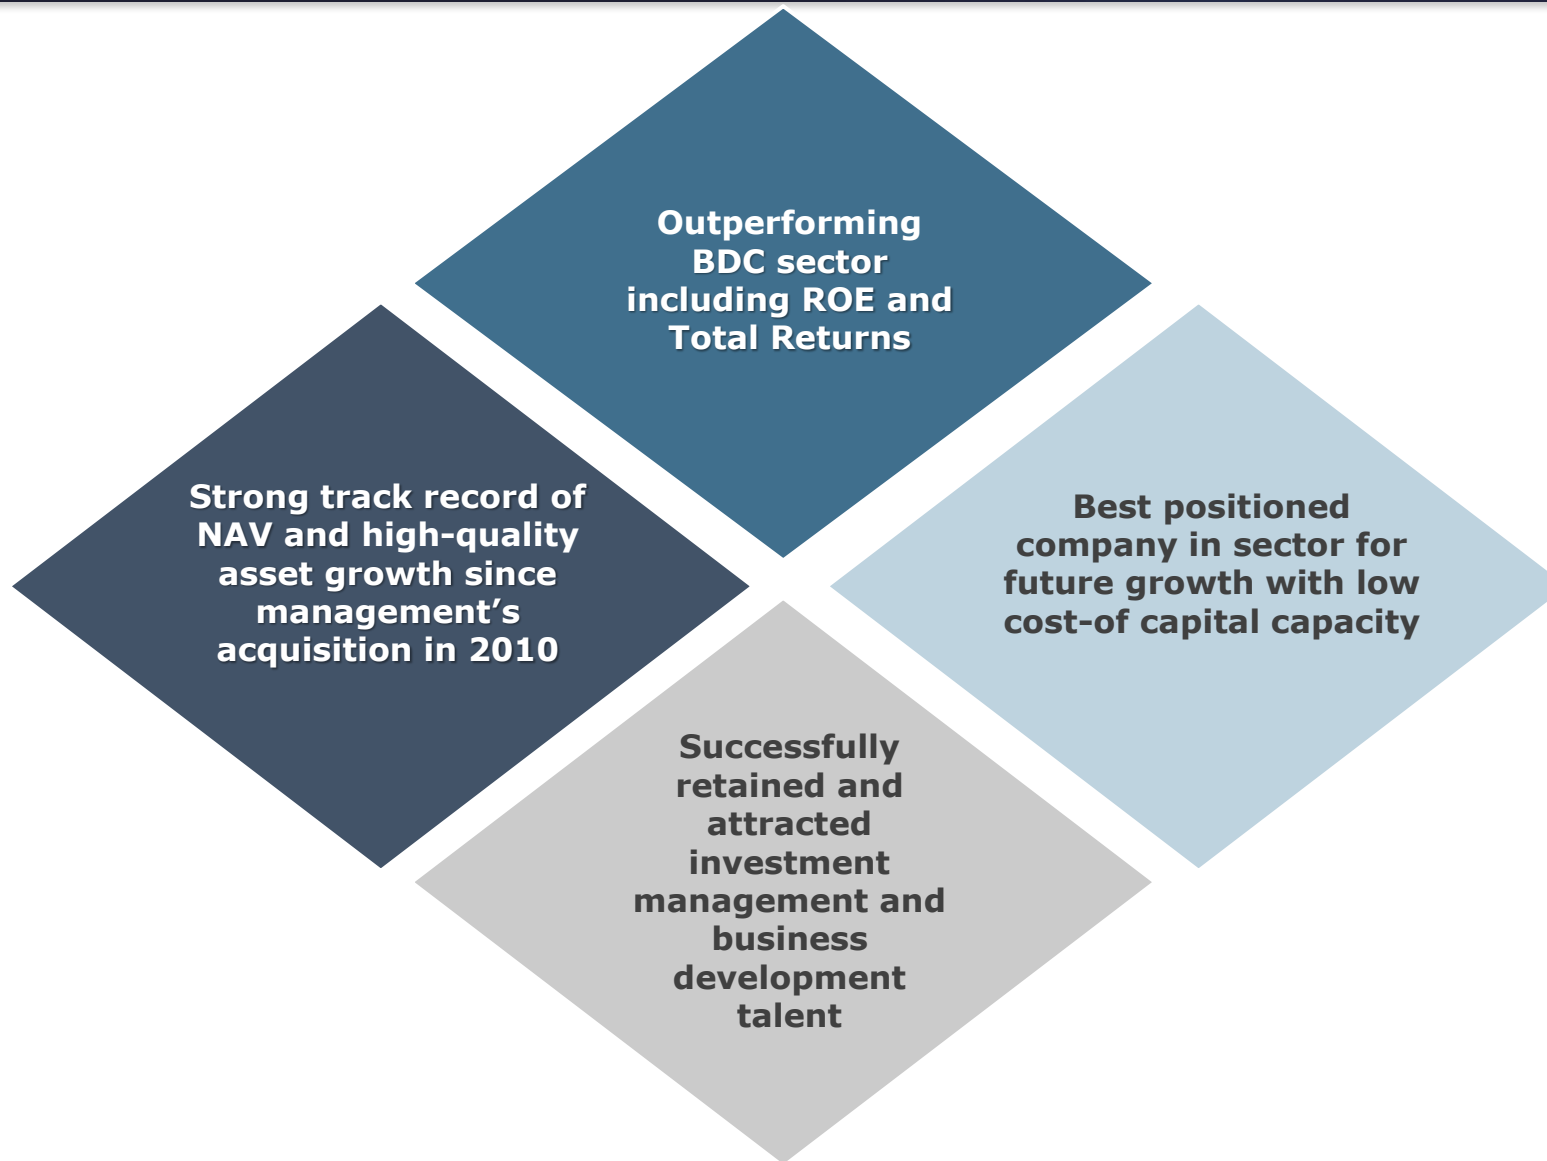 Outperforming
BDC sector
including ROE and
Total Returns
Strong track record of
NAV and high-quality
asset growth since
management’s
acquisition in 2010
Best positioned
company in sector for
future growth with low
cost-of capital capacity
Successfully
retained and
attracted
investment
management and
business
development
talent